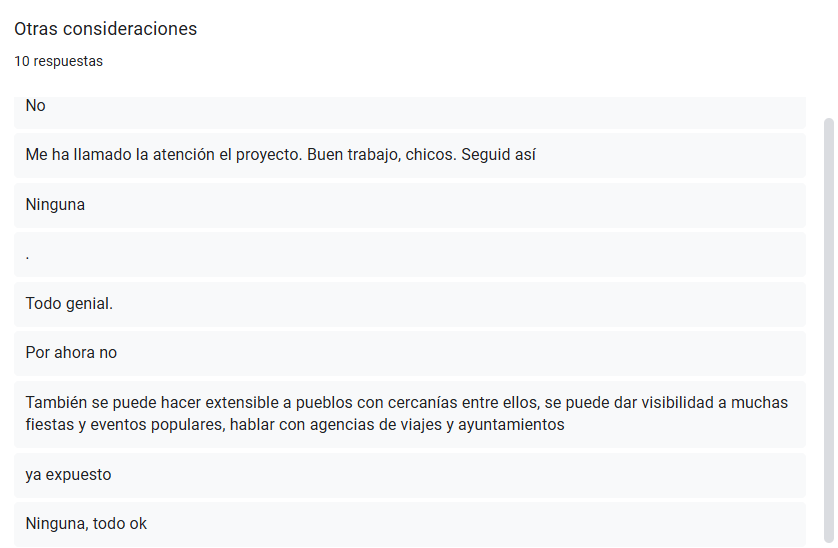 Otras consideraciones
10 respuestas
No
Me ha llamado la atención el proyecto. Buen trabajo, chicos. Seguid así
Ninguna
.
Todo genial.
Por ahora no
También se puede hacer extensible a pueblos con cercanías entre ellos, se puede dar visibilidad a muchas
fiestas y eventos populares, hablar con agencias de viajes y ayuntamientos
ya expuesto
Ninguna, todo ok